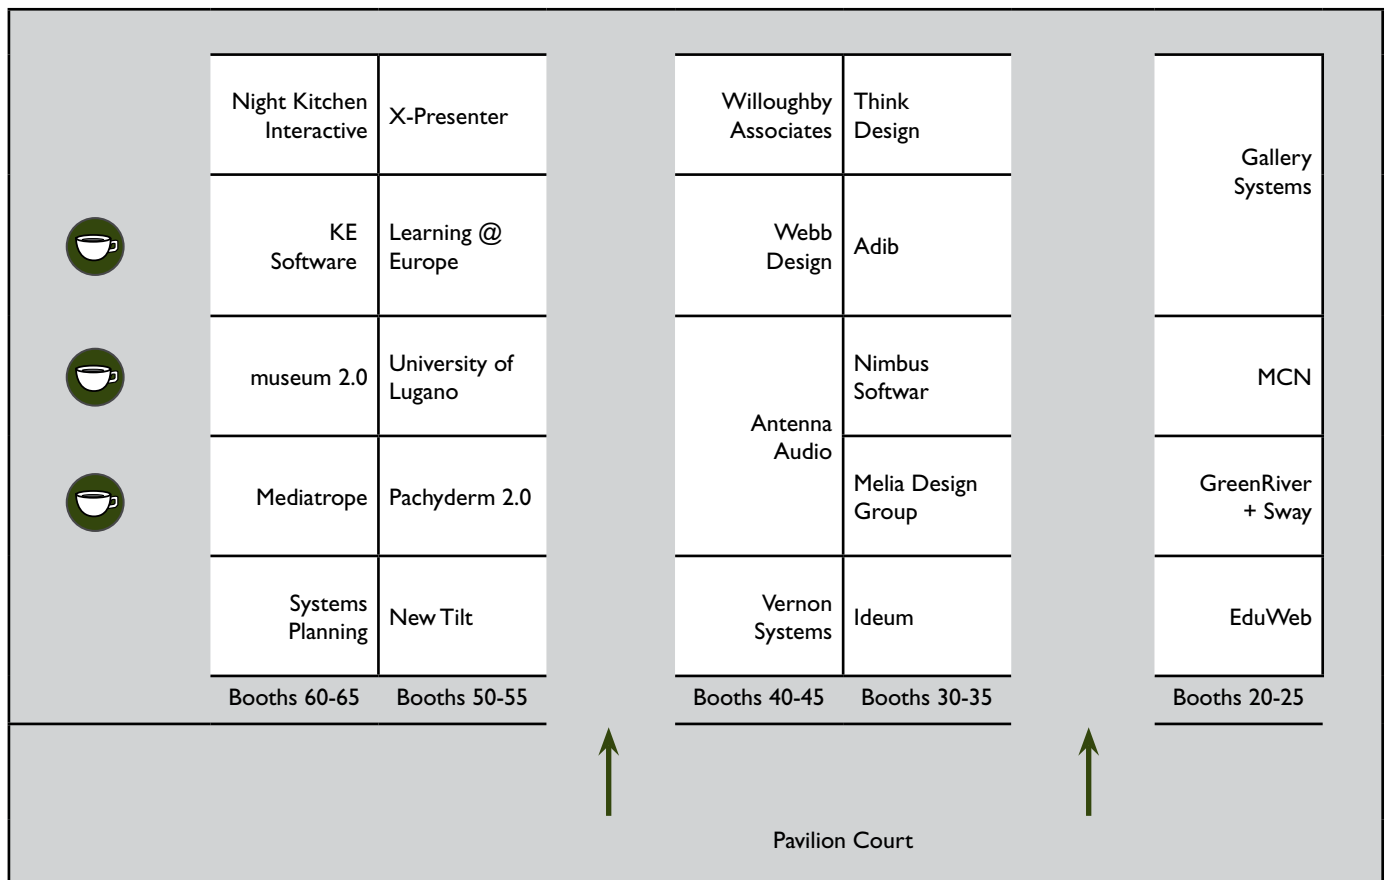 Night Kitchen
Interactive
X-Presenter
Willoughby
Associates
Think
Design
Gallery
Systems
KE
Software
Learning @
Europe
Webb
Design
Adib
museum 2.0
University of
Lugano
Antenna
Audio
Nimbus
Softwar
MCN
Mediatrope
Pachyderm 2.0
Melia Design
Group
GreenRiver
+ Sway
Systems
Planning
New Tilt
Vernon
Systems
Ideum
EduWeb
Booths 60-65
Booths 50-55
Booths 40-45
Booths 30-35
Booths 20-25
Pavilion Court